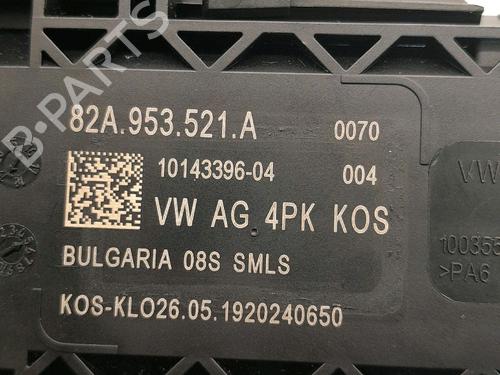 B-PARTS
82A.953.521.A 0070
10143396-04 004
VW AG 4PK KOS
BULGARIA 08S SMLS
KOS-KLO26.05.1920240650
VW
100355
>PA6